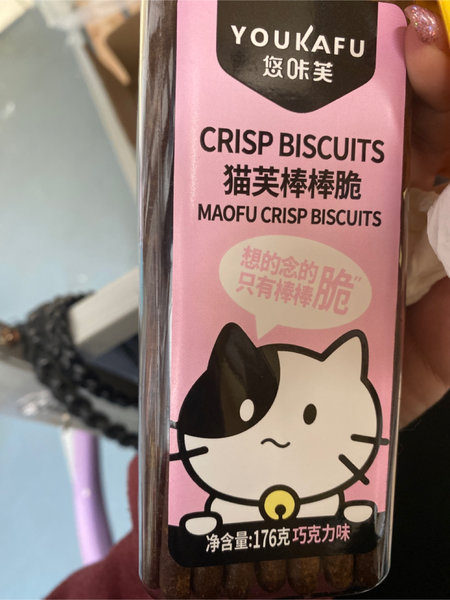 YOUKAFU
悠咔芙
CRISP BISCUITS
猫芙棒棒脆
MAOFU CRISP BISCUITS
想的念的
只有棒棒脆"
净含量:176克 巧克力味